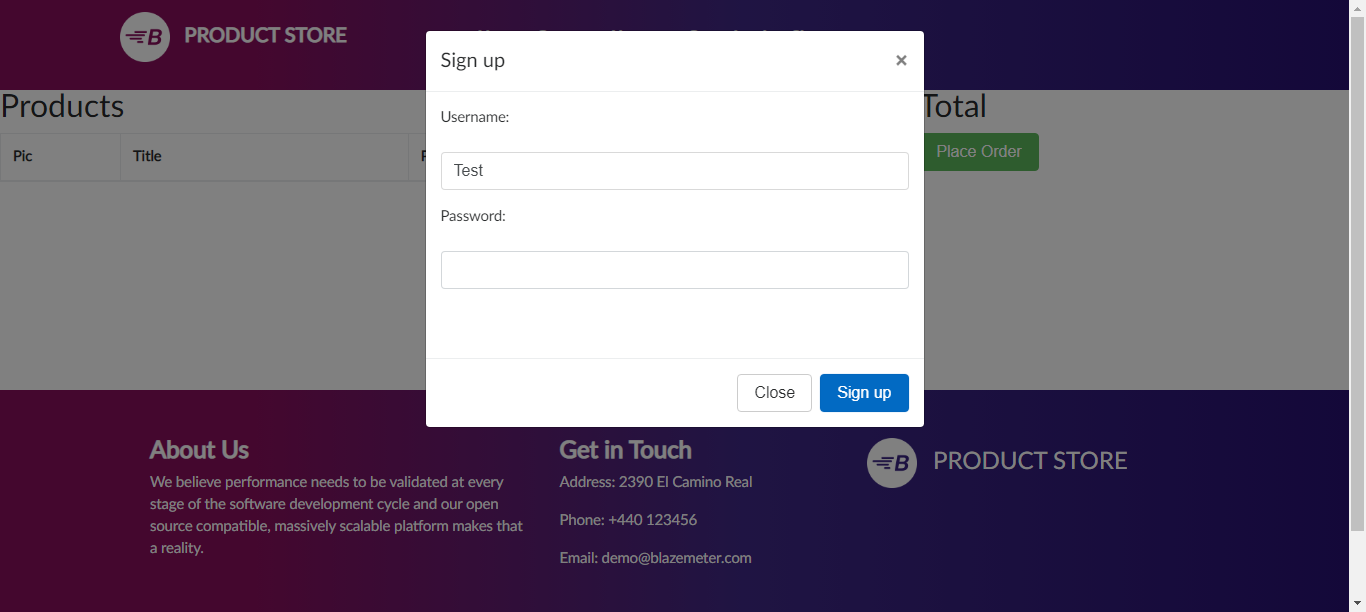 PRODUCT STORE
Sign up
×
Username:
Test
Password:
Close
Sign up
Products
Total
Pic
Title
Place Order
About Us
We believe performance needs to be validated at every
stage of the software development cycle and our open
source compatible, massively scalable platform makes that
a reality.
Get in Touch
Address: 2390 El Camino Real
Phone: +440 123456
Email: demo@blazemeter.com
B
PRODUCT STORE